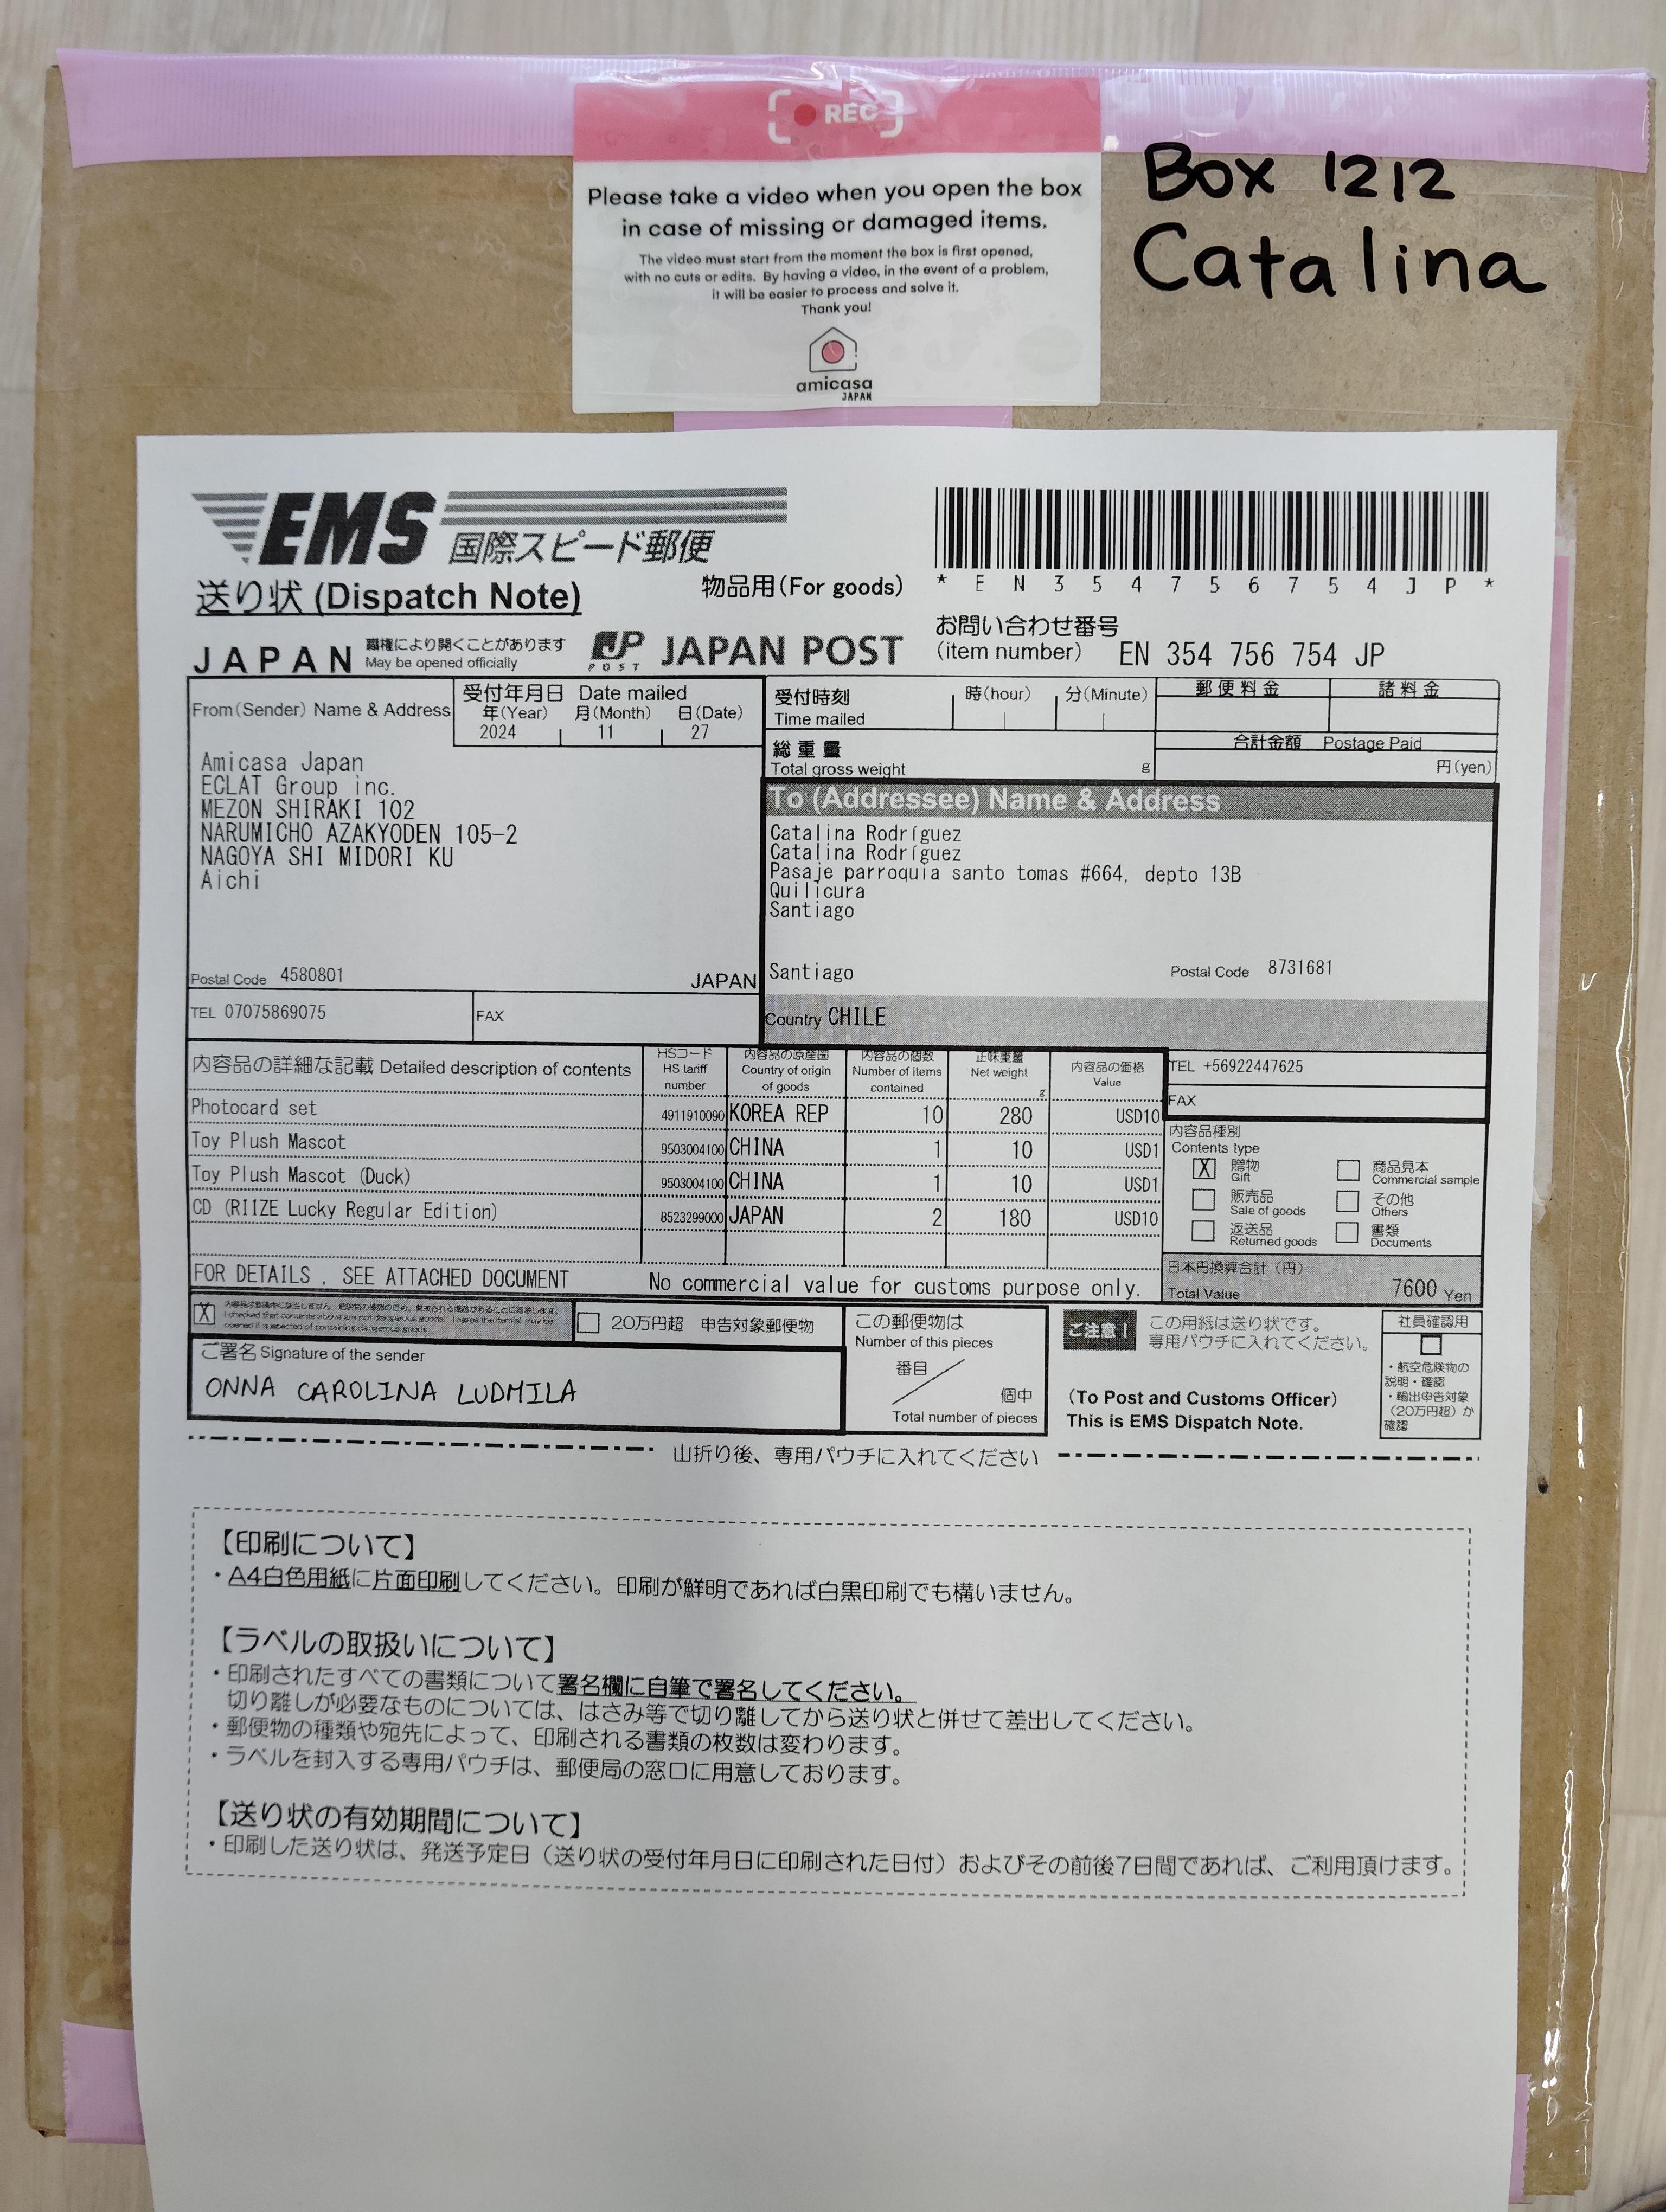 REC
Please take a video when you open the box
in case of missing or damaged items.
The video must start from the moment the box is first opened,
with no cuts or edits. By having a video, in the event of a problem,
it will be easier to process and solve it.
Thank you!
amicasa
JAPAN
Box 1212
Catalina
EMS 国際スピード郵便
送り状 (Dispatch Note)
物品用(For goods)
* E N 3 5 4 7 5 6 7 5 4 J P *
お問い合わせ番号
(item number) EN 354 756 754 JP
JAPAN
職権により開くことがあります
May be opened officially
JP POST JAPAN POST
From(Sender) Name & Address
受付年月日 Date mailed
年(Year) 月(Month) 日(Date)
2024 11 27
受付時刻
Time mailed
時(hour) 分(Minute)
郵便料金 諸料金
総重量
Total gross weight g
合計金額 Postage Paid
円(yen)
Amicasa Japan
ECLAT Group inc.
MEZON SHIRAKI 102
NARUMICHO AZAKYODEN 105-2
NAGOYA SHI MIDORI KU
Aichi
Postal Code 4580801 JAPAN
TEL 07075869075 FAX
To (Addressee) Name & Address
Catalina Rodríguez
Catalina Rodríguez
Pasaje parroquia santo tomas #664, depto 13B
Quilicura
Santiago
Santiago Postal Code 8731681
Country CHILE
TEL +56922447625
FAX
内容品の詳細な記載 Detailed description of contents
HSコード
HS tariff
number
内容品の原産国
Country of origin
of goods
内容品の個数
Number of items
contained
正味重量
Net weight
g
内容品の価格
Value
Photocard set 4911910090 KOREA REP 10 280 USD10
Toy Plush Mascot 9503004100 CHINA 1 10 USD1
Toy Plush Mascot (Duck) 9503004100 CHINA 1 10 USD1
CD (RIIZE Lucky Regular Edition) 8523299000 JAPAN 2 180 USD10
FOR DETAILS , SEE ATTACHED DOCUMENT No commercial value for customs purpose only.
内容品種別
Contents type
X 贈物
Gift
商品見本
Commercial sample
販売品
Sale of goods
その他
Others
返送品
Returned goods
書類
Documents
日本円換算合計（円）
Total Value 7600 Yen
X
I checked that contents above are not dangerous goods.
20万円超 申告対象郵便物
ご署名 Signature of the sender
ONNA CAROLINA LUDMILA
この郵便物は
Number of this pieces
番目
個中
Total number of pieces
ご注意！
この用紙は送り状です。
専用パウチに入れてください。
(To Post and Customs Officer)
This is EMS Dispatch Note.
社員確認用
・航空危険物の
説明・確認
・輸出申告対象
（20万円超）か
確認
山折り後、専用パウチに入れてください
【印刷について】
・A4白色用紙に片面印刷してください。印刷が鮮明であれば白黒印刷でも構いません。
【ラベルの取扱いについて】
・印刷されたすべての書類について署名欄に自筆で署名してください。
切り離しが必要なものについては、はさみ等で切り離してから送り状と併せて差出してください。
・郵便物の種類や宛先によって、印刷される書類の枚数は変わります。
・ラベルを封入する専用パウチは、郵便局の窓口に用意しております。
【送り状の有効期間について】
・印刷した送り状は、発送予定日（送り状の受付年月日に印刷された日付）およびその前後7日間であれば、ご利用頂けます。